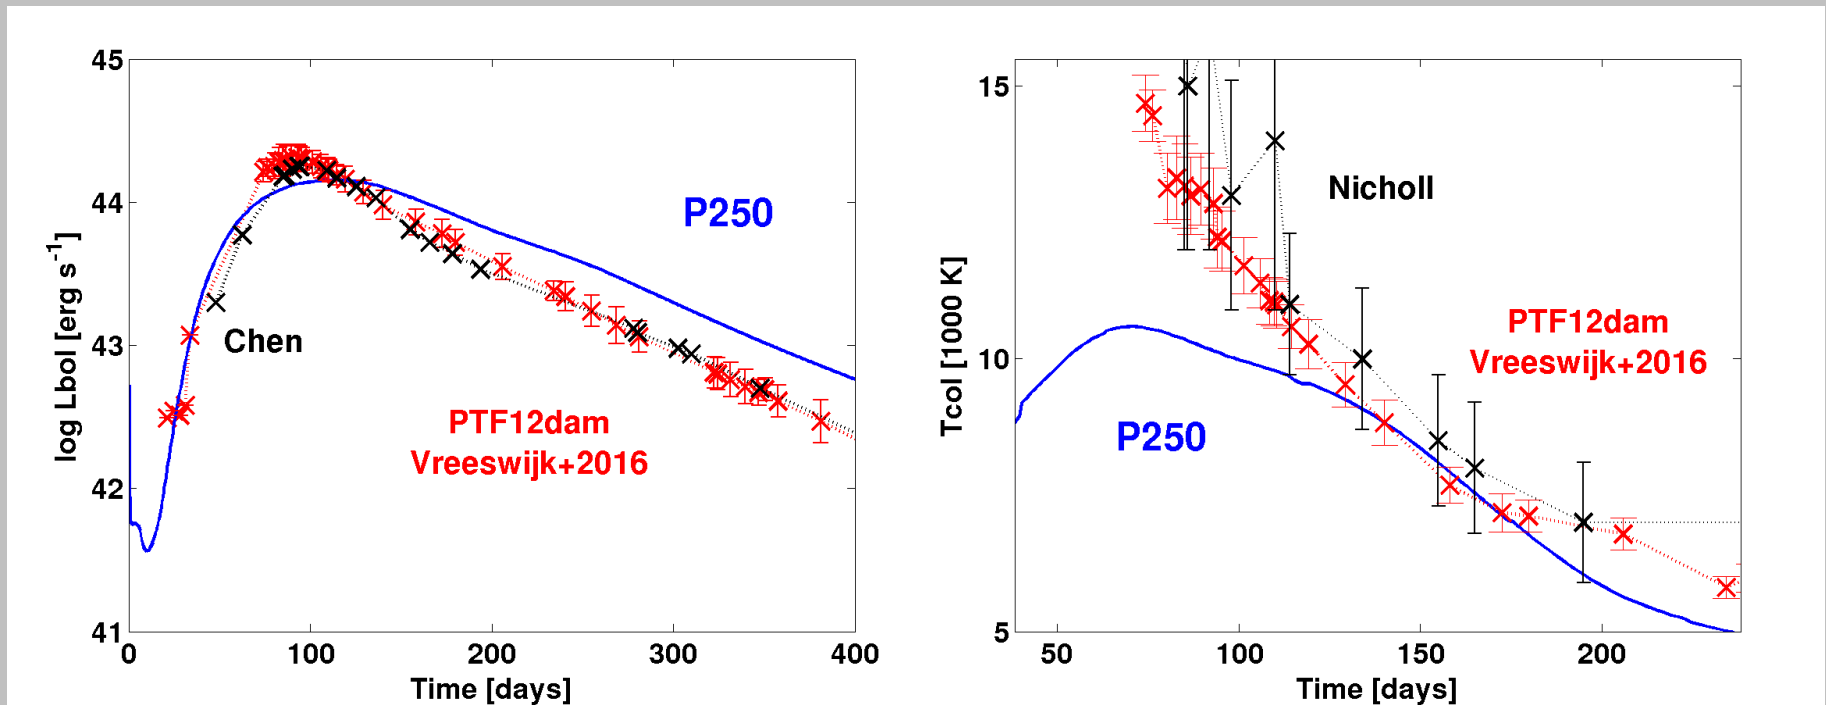 45
44
43
42
41
log Lbol [erg s-1]
P250
Chen
PTF12dam
Vreeswijk+2016
0
100
200
300
400
Time [days]
15
10
5
Tcol [1000 K]
Nicholl
PTF12dam
Vreeswijk+2016
P250
50
100
150
200
Time [days]